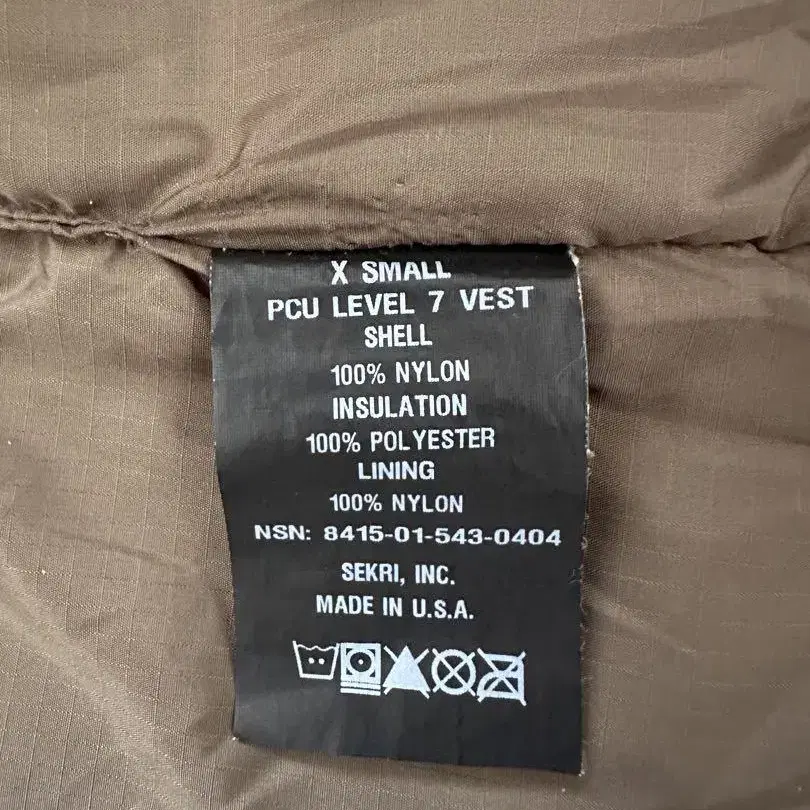 X SMALL
PCU LEVEL 7 VEST
SHELL
100% NYLON
INSULATION
100% POLYESTER
LINING
100% NYLON
NSN: 8415-01-543-0404
SEKRI, INC.
MADE IN U.S.A.